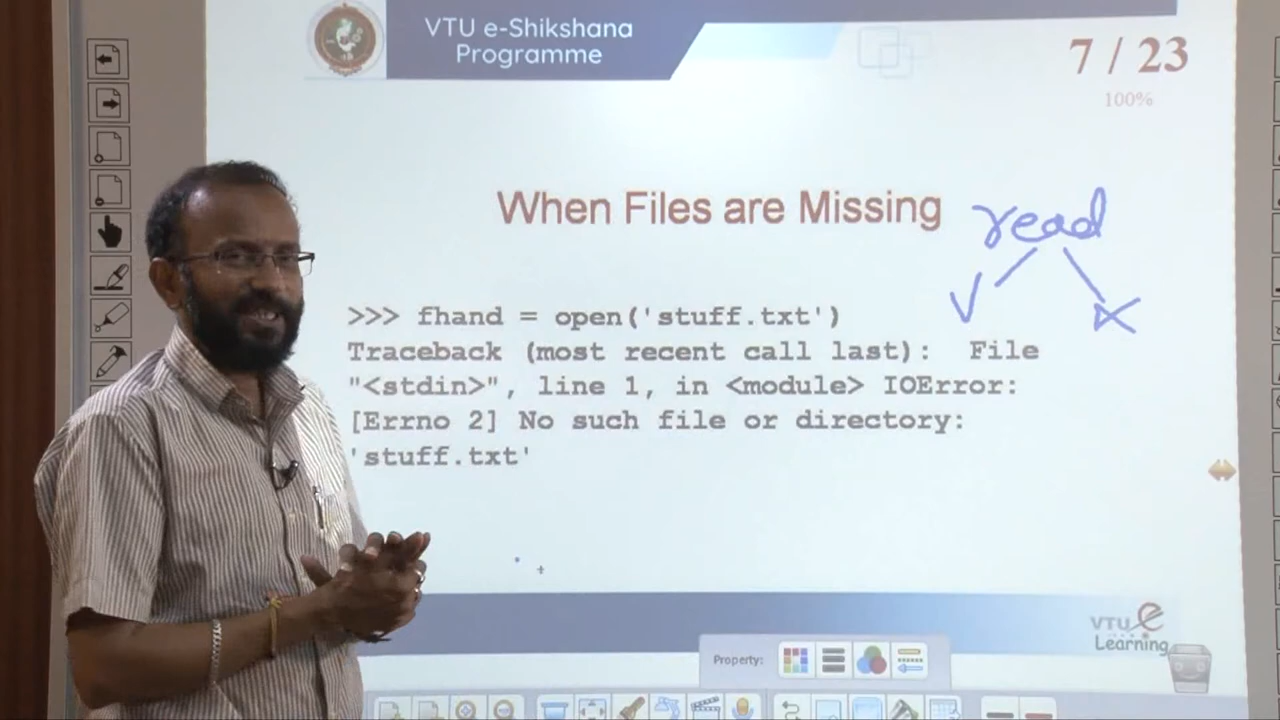 VTU e-Shikshana
Programme
7 / 23
100%
When Files are Missing
read
>>> fhand = open('stuff.txt')
Traceback (most recent call last): File
"<stdin>", line 1, in <module> IOError:
[Errno 2] No such file or directory:
'stuff.txt'
VTU e
Learning
Property: